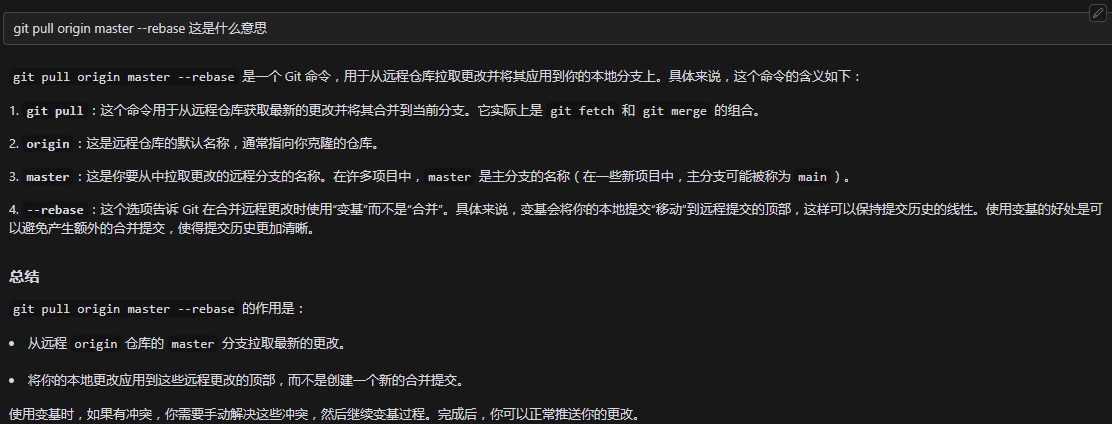 git pull origin master --rebase 这是什么意思
git pull origin master --rebase 是一个 Git 命令，用于从远程仓库拉取更改并将其应用到你的本地分支上。具体来说，这个命令的含义如下：
1. git pull：这个命令用于从远程仓库获取最新的更改并将其合并到当前分支。它实际上是 git fetch 和 git merge 的组合。
2. origin：这是远程仓库的默认名称，通常指向你克隆的仓库。
3. master：这是你要从中拉取更改的远程分支的名称。在许多项目中，master 是主分支的名称（在一些新项目中，主分支可能被称为 main）。
4. --rebase：这个选项告诉 Git 在合并远程更改时使用“变基”而不是“合并”。具体来说，变基会将你的本地提交“移动”到远程提交的顶部，这样可以保持提交历史的线性。使用变基的好处是可
以避免产生额外的合并提交，使得提交历史更加清晰。
总结
git pull origin master --rebase 的作用是：
• 从远程 origin 仓库的 master 分支拉取最新的更改。
• 将你的本地更改应用到这些远程更改的顶部，而不是创建一个新的合并提交。
使用变基时，如果有冲突，你需要手动解决这些冲突，然后继续变基过程。完成后，你可以正常推送你的更改。